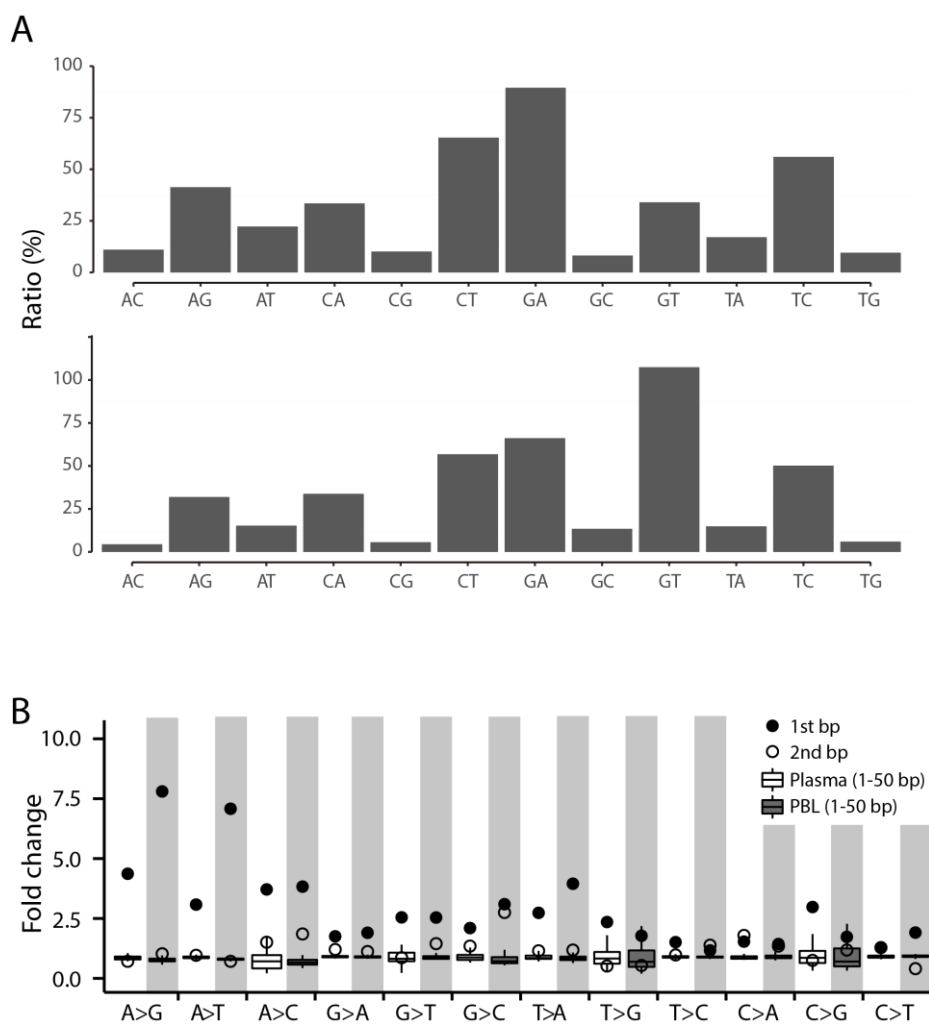 A
Ratio (%)
100
75
50
25
0
AC AG AT CA CG CT GA GC GT TA TC TG
100
75
50
25
0
AC AG AT CA CG CT GA GC GT TA TC TG
B
Fold change
10.0
7.5
5.0
2.5
0.0
1st bp
2nd bp
Plasma (1-50 bp)
PBL (1-50 bp)
A>G A>T A>C G>A G>T G>C T>A T>G T>C C>A C>G C>T